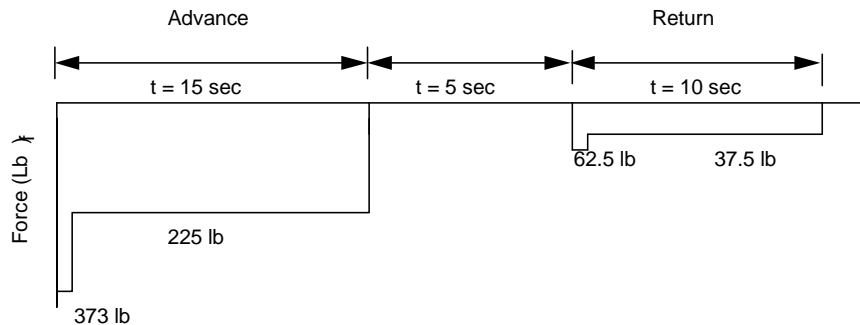 Advance
Return
t = 15 sec
t = 5 sec
t = 10 sec
Force (Lbf)
62.5 lb
37.5 lb
225 lb
373 lb